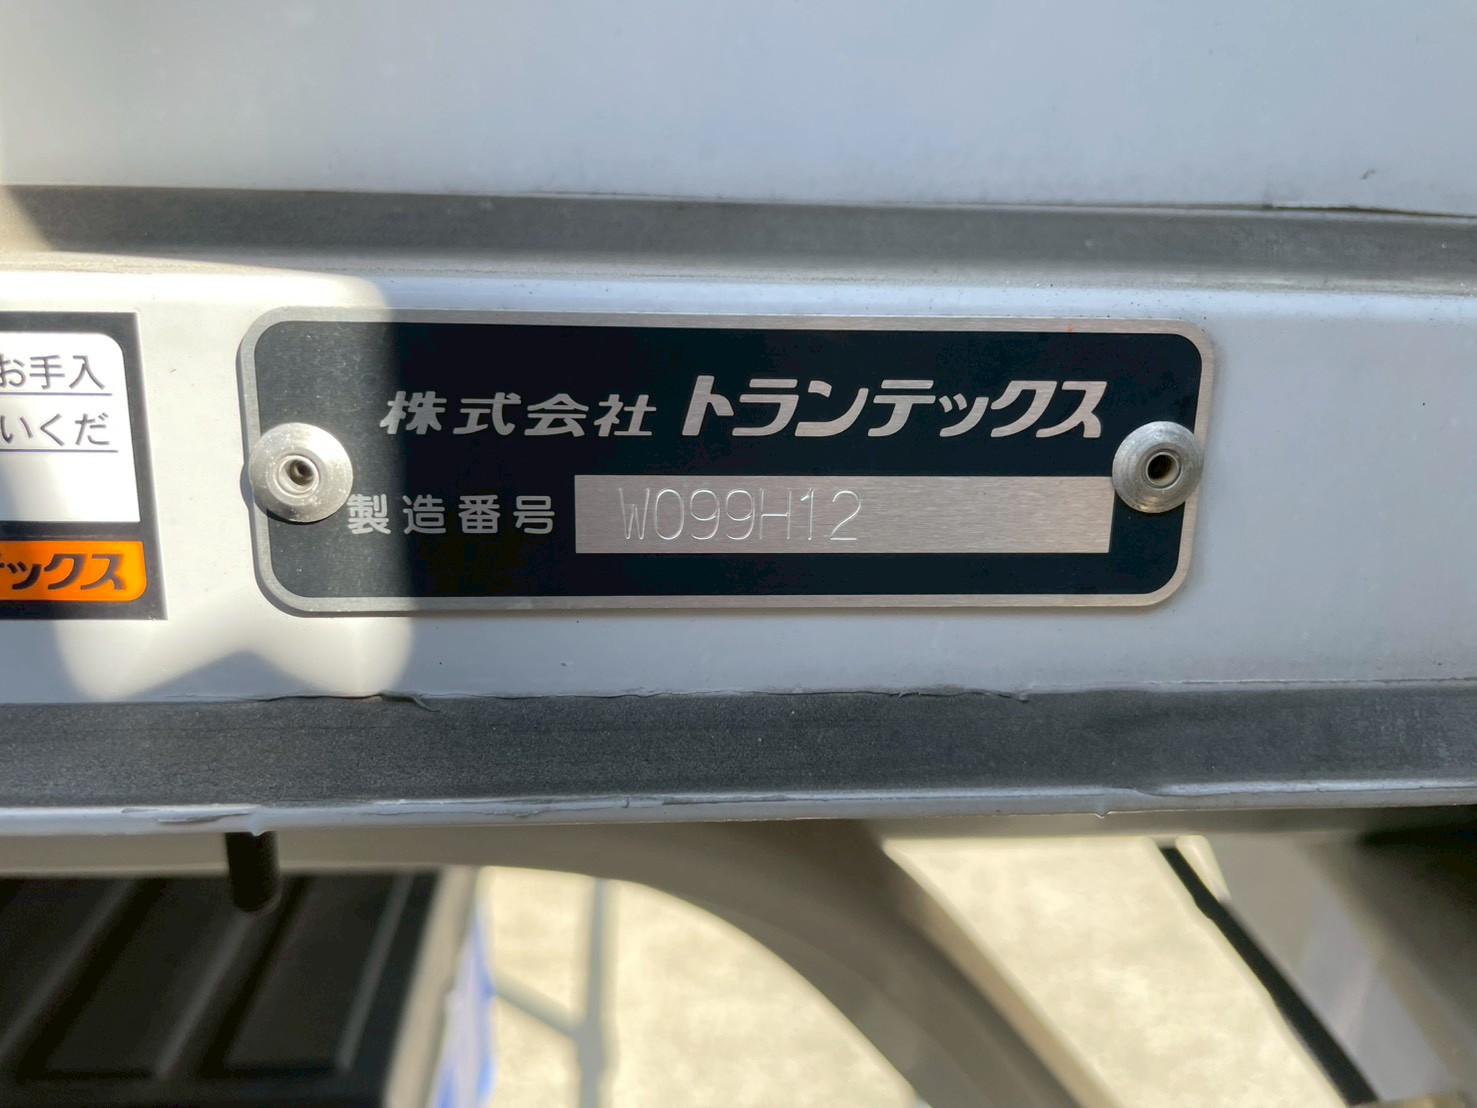 お手入
いくだ
ックス
株式会社 トランテックス
製造番号 W099H12